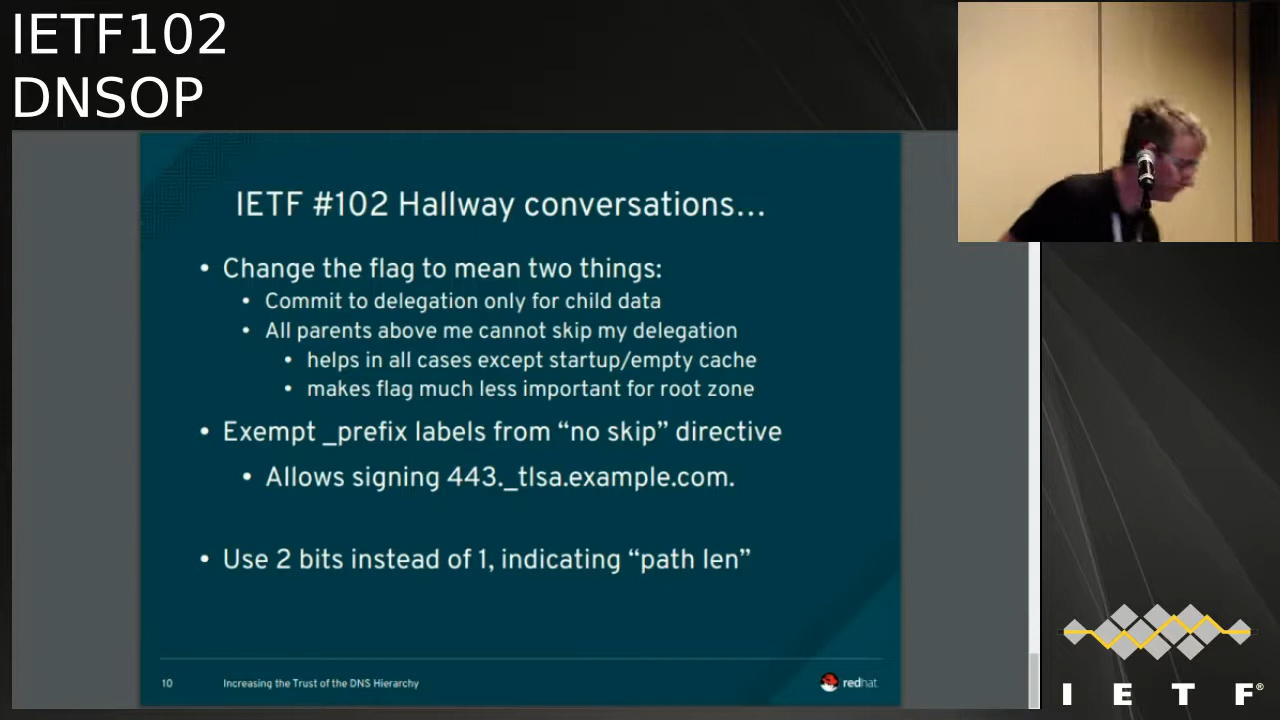 IETF102
DNSOP
IETF #102 Hallway conversations…
• Change the flag to mean two things:
• Commit to delegation only for child data
• All parents above me cannot skip my delegation
• helps in all cases except startup/empty cache
• makes flag much less important for root zone
• Exempt _prefix labels from “no skip” directive
• Allows signing 443._tlsa.example.com.
• Use 2 bits instead of 1, indicating “path len”
10 Increasing the Trust of the DNS Hierarchy redhat.
I E T F®